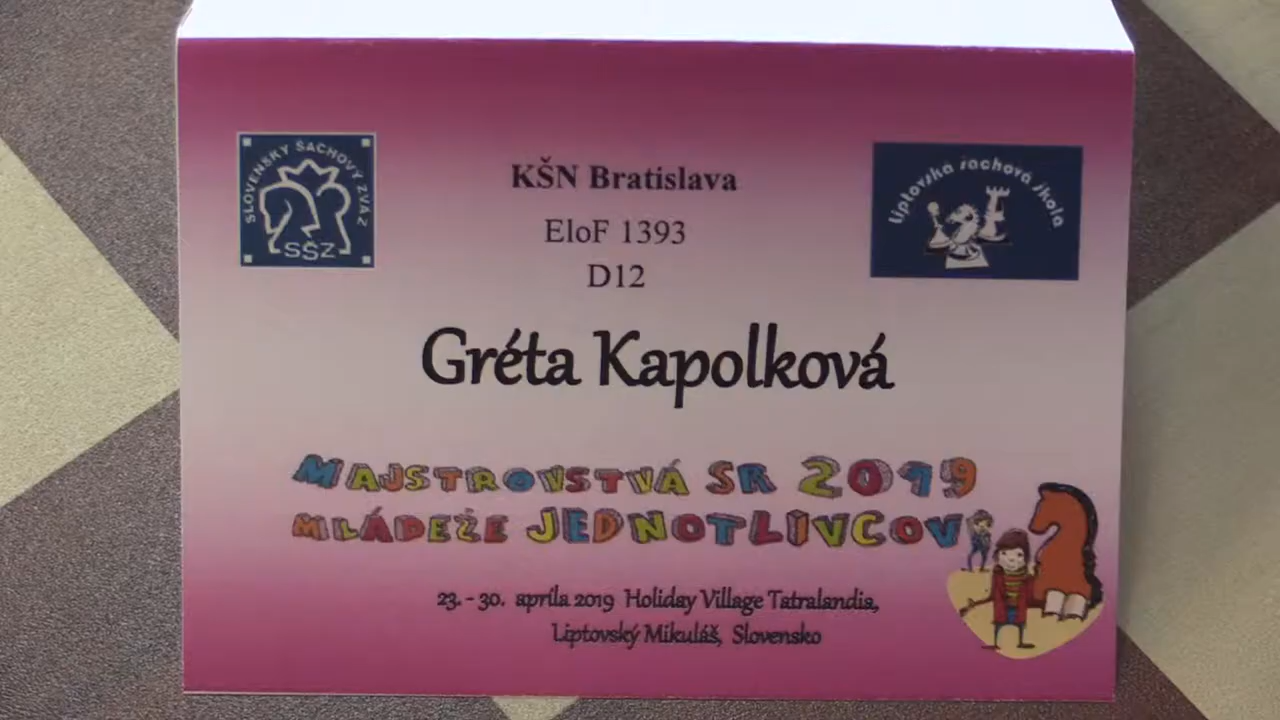 SLOVENSKÝ ŠACHOVÝ ZVÄZ
SŠZ
KŠN Bratislava
EloF 1393
D12
Liptovská šachová škola
Gréta Kapolková
MAJSTROVSTVÁ SR 2019
MLÁDEŽE JEDNOTLIVCOV
23. - 30. apríla 2019 Holiday Village Tatralandia,
Liptovský Mikuláš, Slovensko